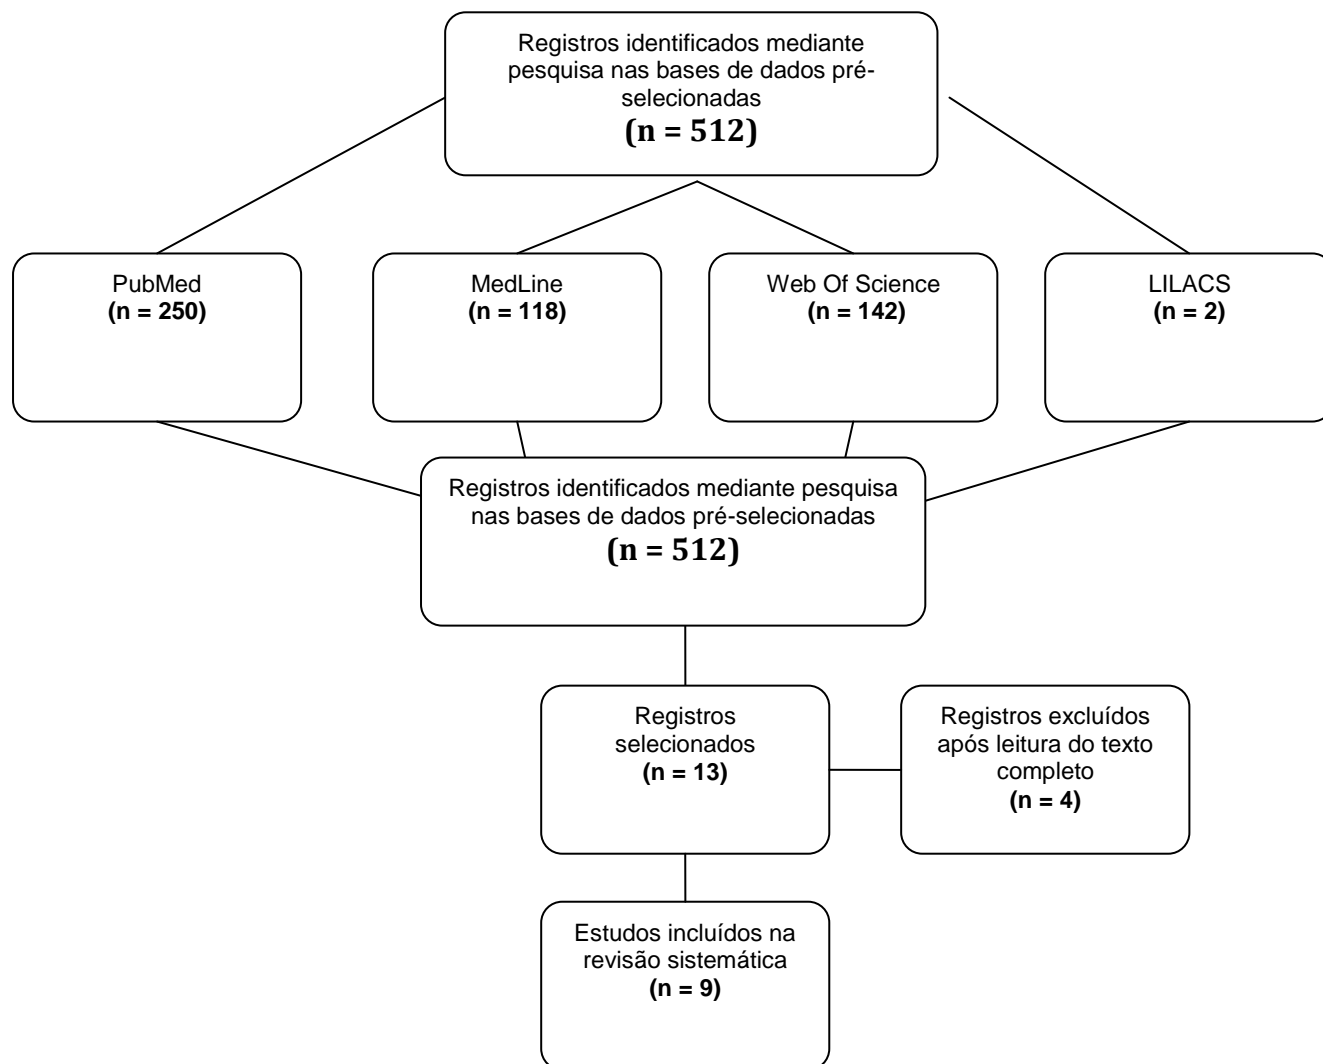 Registros identificados mediante
pesquisa nas bases de dados pré-
selecionadas
(n = 512)
PubMed
(n = 250)
MedLine
(n = 118)
Web Of Science
(n = 142)
LILACS
(n = 2)
Registros identificados mediante pesquisa
nas bases de dados pré-selecionadas
(n = 512)
Registros
selecionados
(n = 13)
Registros excluídos
após leitura do texto
completo
(n = 4)
Estudos incluídos na
revisão sistemática
(n = 9)